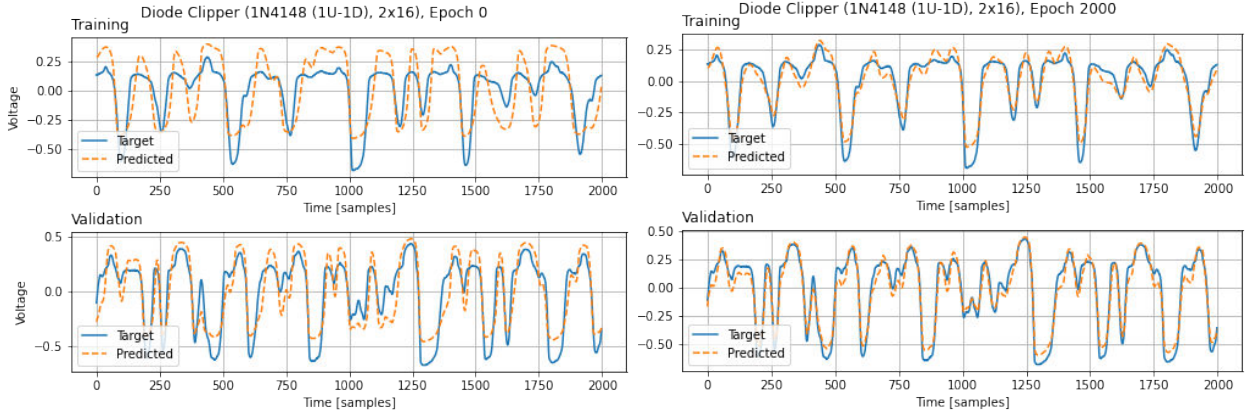 Diode Clipper (1N4148 (1U-1D), 2x16), Epoch 0
Training
Voltage
0.25
0.00
−0.25
−0.50
Target
Predicted
0 250 500 750 1000 1250 1500 1750 2000
Time [samples]
Validation
Voltage
0.5
0.0
−0.5
Target
Predicted
0 250 500 750 1000 1250 1500 1750 2000
Time [samples]
Diode Clipper (1N4148 (1U-1D), 2x16), Epoch 2000
Training
0.25
0.00
−0.25
−0.50
Target
Predicted
0 250 500 750 1000 1250 1500 1750 2000
Time [samples]
Validation
0.50
0.25
0.00
−0.25
−0.50
Target
Predicted
0 250 500 750 1000 1250 1500 1750 2000
Time [samples]